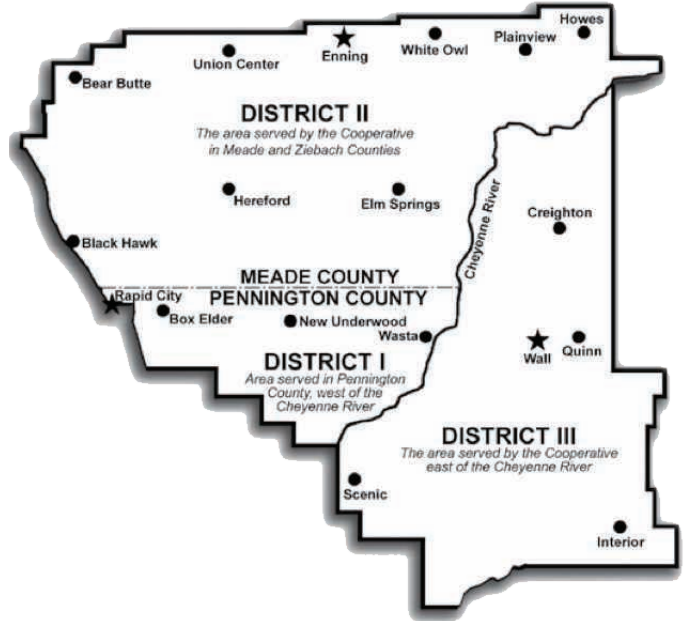 Howes
Plainview
White Owl
Enning
Union Center
Bear Butte
DISTRICT II
The area served by the Cooperative
in Meade and Ziebach Counties
Hereford
Elm Springs
Cheyenne River
Creighton
Black Hawk
MEADE COUNTY
PENNINGTON COUNTY
Rapid City
Box Elder
New Underwood
Wasta
Wall
Quinn
DISTRICT I
Area served in Pennington
County, west of the
Cheyenne River
DISTRICT III
The area served by the Cooperative
east of the Cheyenne River
Scenic
Interior